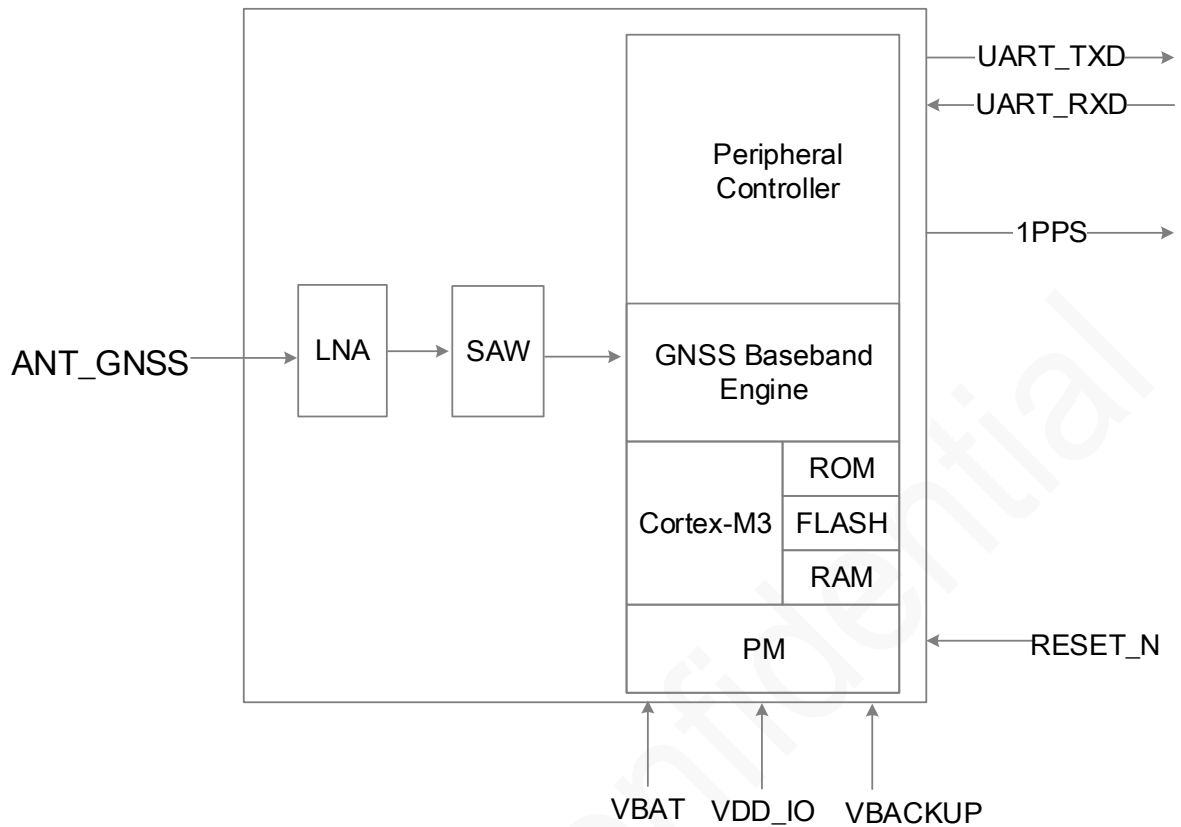 UART_TXD
UART_RXD
Peripheral
Controller
1PPS
ANT_GNSS
LNA
SAW
GNSS Baseband
Engine
ROM
Cortex-M3
FLASH
RAM
PM
RESET_N
VBAT
VDD_IO
VBACKUP
onfidential